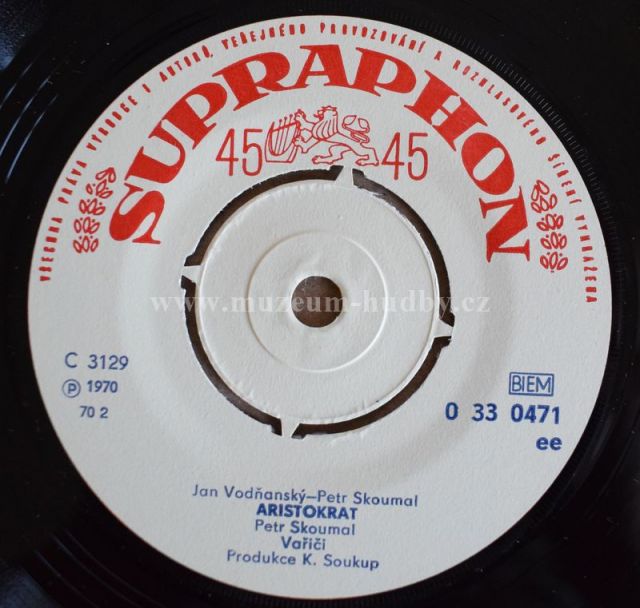 VŠECHNA PRÁVA VÝROBCE I AUTORŮ, VEŘEJNÉHO PROVOZOVÁNÍ A ROZHLASOVÉHO ŠÍŘENÍ VYHRAŽENA
SUPRAPHON
45 45
www.muzeum-hudby.cz
C 3129
BIEM
Ⓟ 1970
0 33 0471
70 2
ee
Jan Vodňanský—Petr Skoumal
ARISTOKRAT
Petr Skoumal
Vařiči
Produkce K. Soukup